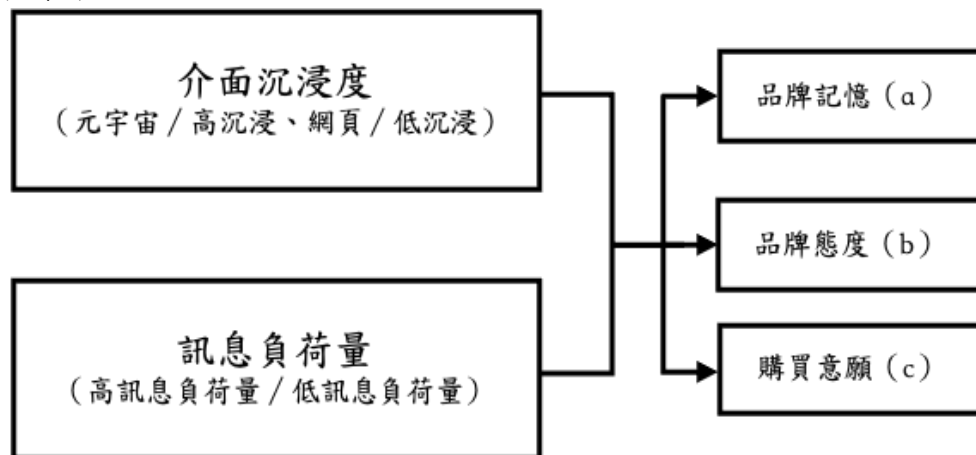 介面沉浸度
（元宇宙／高沉浸、網頁／低沉浸）
訊息負荷量
（高訊息負荷量／低訊息負荷量）
品牌記憶（a）
品牌態度（b）
購買意願（c）